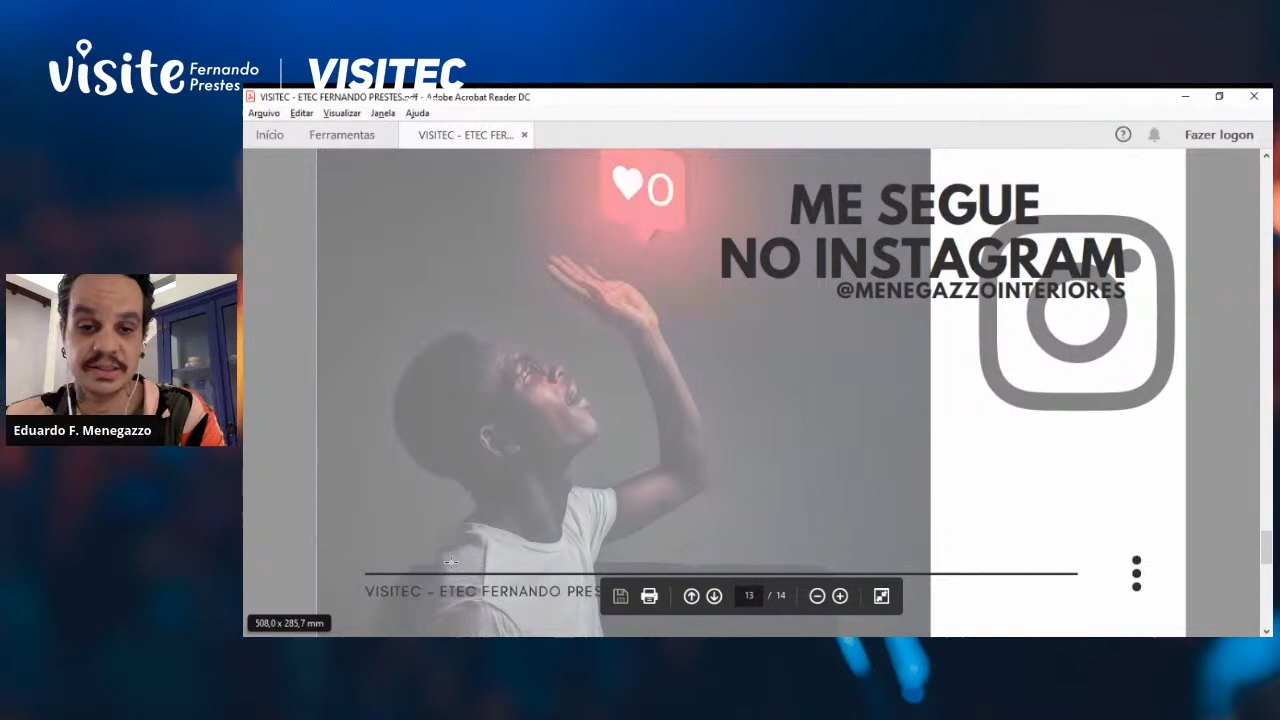 visite Fernando
Prestes
VISITEC
VISITEC - ETEC FERNANDO PRESTES.pdf - Adobe Acrobat Reader DC
Arquivo Editar Visualizar Janela Ajuda
Início Ferramentas VISITEC - ETEC FER... Fazer logon
0
ME SEGUE
NO INSTAGRAM
@MENEGAZZOINTERIORES
Eduardo F. Menegazzo
VISITEC - ETEC FERNANDO PRES
13 / 14
508,0 x 285,7 mm